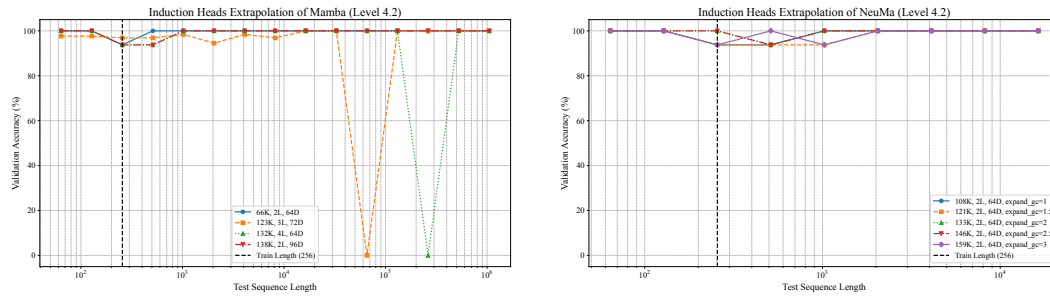 Induction Heads Extrapolation of Mamba (Level 4.2)
Validation Accuracy (%)
100
80
60
40
20
0
66K, 2L, 64D
123K, 3L, 72D
132K, 4L, 64D
138K, 2L, 96D
Train Length (256)
10²
10³
10⁴
10⁵
10⁶
Test Sequence Length
Induction Heads Extrapolation of NeuMa (Level 4.2)
Validation Accuracy (%)
100
80
60
40
20
0
108K, 2L, 64D, expand_gc=1
121K, 2L, 64D, expand_gc=1.5
133K, 2L, 64D, expand_gc=2
146K, 2L, 64D, expand_gc=2.5
159K, 2L, 64D, expand_gc=3
Train Length (256)
10²
10³
10⁴
Test Sequence Length